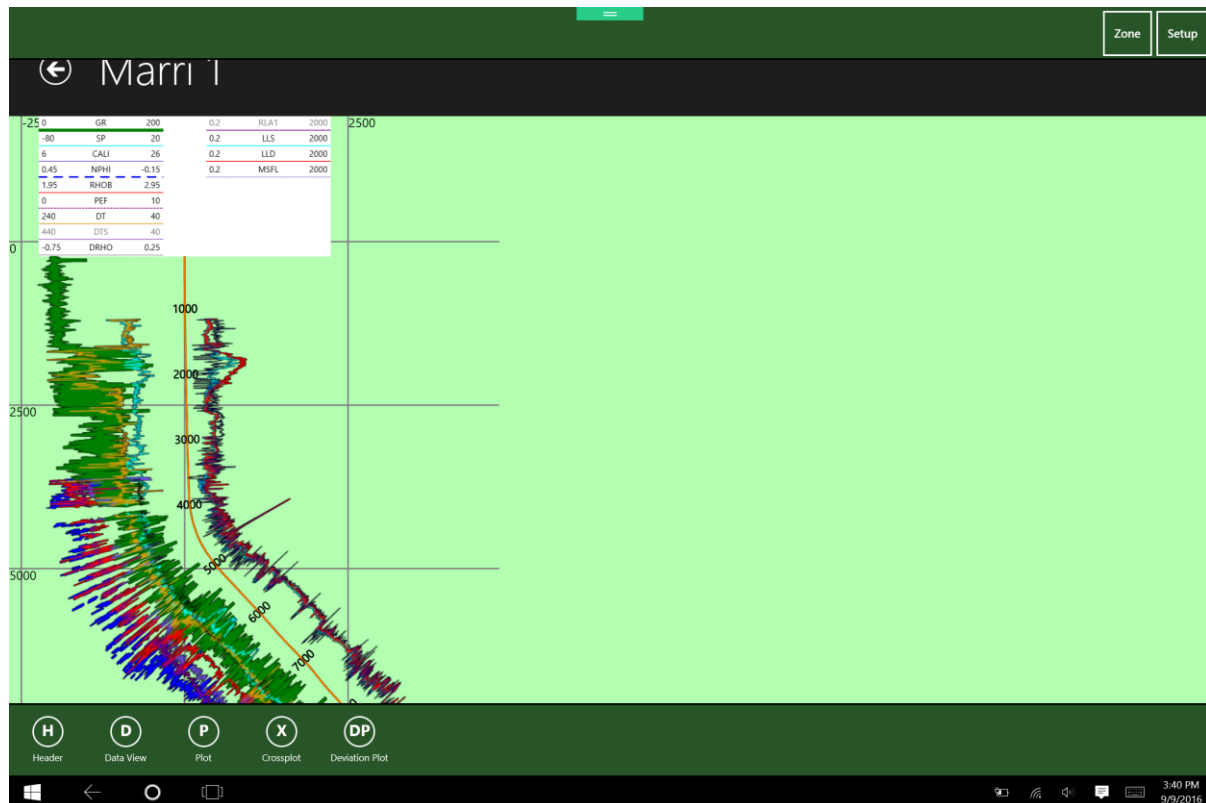 Zone Setup
Marri 1
-250 0 GR 200 0.2 RLA1 2000 2500
-80 SP 20 0.2 LLS 2000
6 CALI 26 0.2 LLD 2000
0.45 NPHI -0.15 0.2 MSFL 2000
1.95 RHOB 2.95
0 PEF 10
240 DT 40
440 DTS 40
-0.75 DRHO 0.25
0
1000
2000
2500
3000
4000
5000
5000
6000
7000
H D P X DP
Header Data View Plot Crossplot Deviation Plot
3:40 PM
9/9/2016